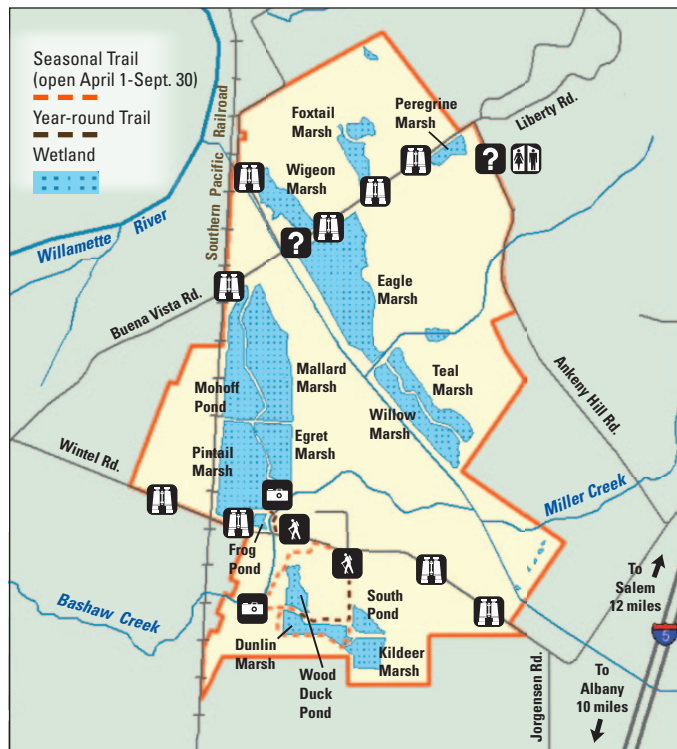 Seasonal Trail
(open April 1-Sept. 30)
Year-round Trail
Wetland
Southern Pacific Railroad
Willamette River
Foxtail
Marsh
Peregrine
Marsh
Liberty Rd.
?
Wigeon
Marsh
?
Eagle
Marsh
Buena Vista Rd.
Mallard
Marsh
Mohoff
Pond
Teal
Marsh
Willow
Marsh
Ankeny Hill Rd.
Egret
Marsh
Pintail
Marsh
Wintel Rd.
Miller Creek
Frog
Pond
Bashaw Creek
South
Pond
Dunlin
Marsh
Wood
Duck
Pond
Kildeer
Marsh
To
Salem
12 miles
5
To
Albany
10 miles
Jorgensen Rd.